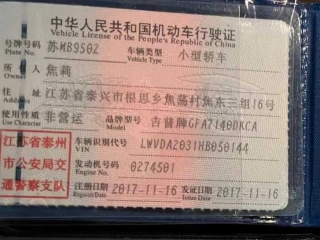 中华人民共和国机动车行驶证
Vehicle License of the People's Republic of China
号牌号码 Plate No. 苏MB950Z 车辆类型 Vehicle Type 小型轿车
所有人 Owner 焦莉
住址 Address 江苏省泰兴市根思乡焦荡村焦东三组16号
使用性质 Use Character 非营运 品牌型号 Model 吉普牌GFA7140DKCA
江苏省泰州
市公安局交
通警察支队
车辆识别代号 VIN LWVDA2031HB050144
发动机号码 Engine No. 0274501
注册日期 Register Date 2017-11-16 发证日期 Issue Date 2017-11-16